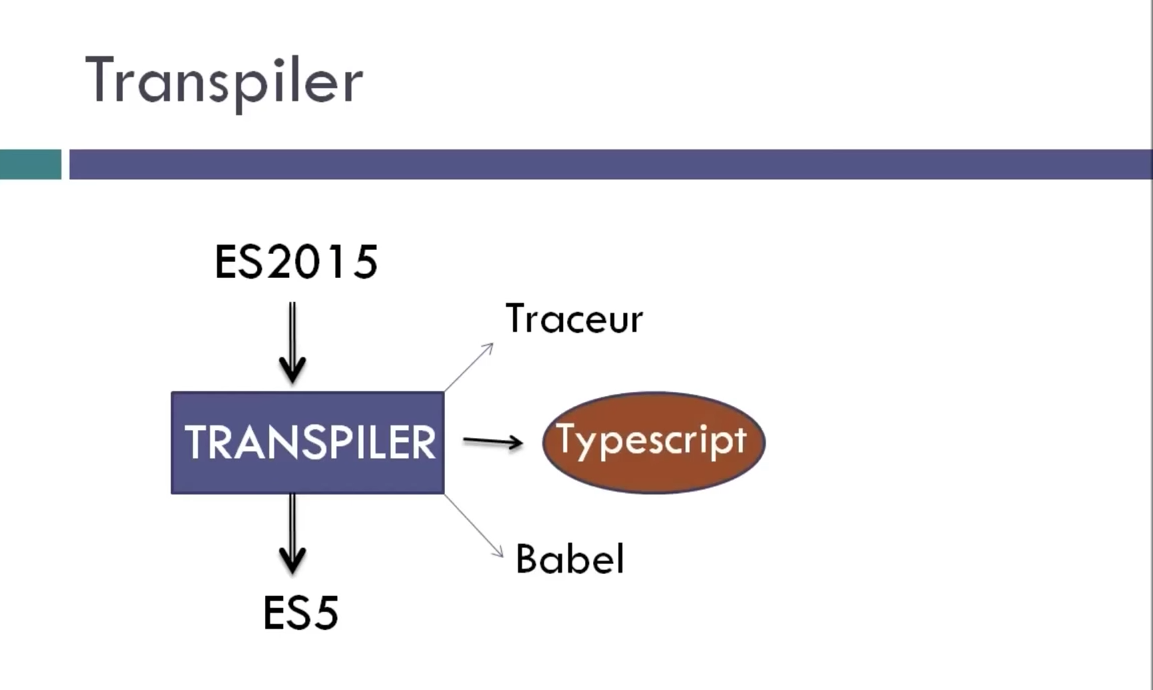 Transpiler
ES2015
Traceur
TRANSPILER
Typescript
Babel
ES5